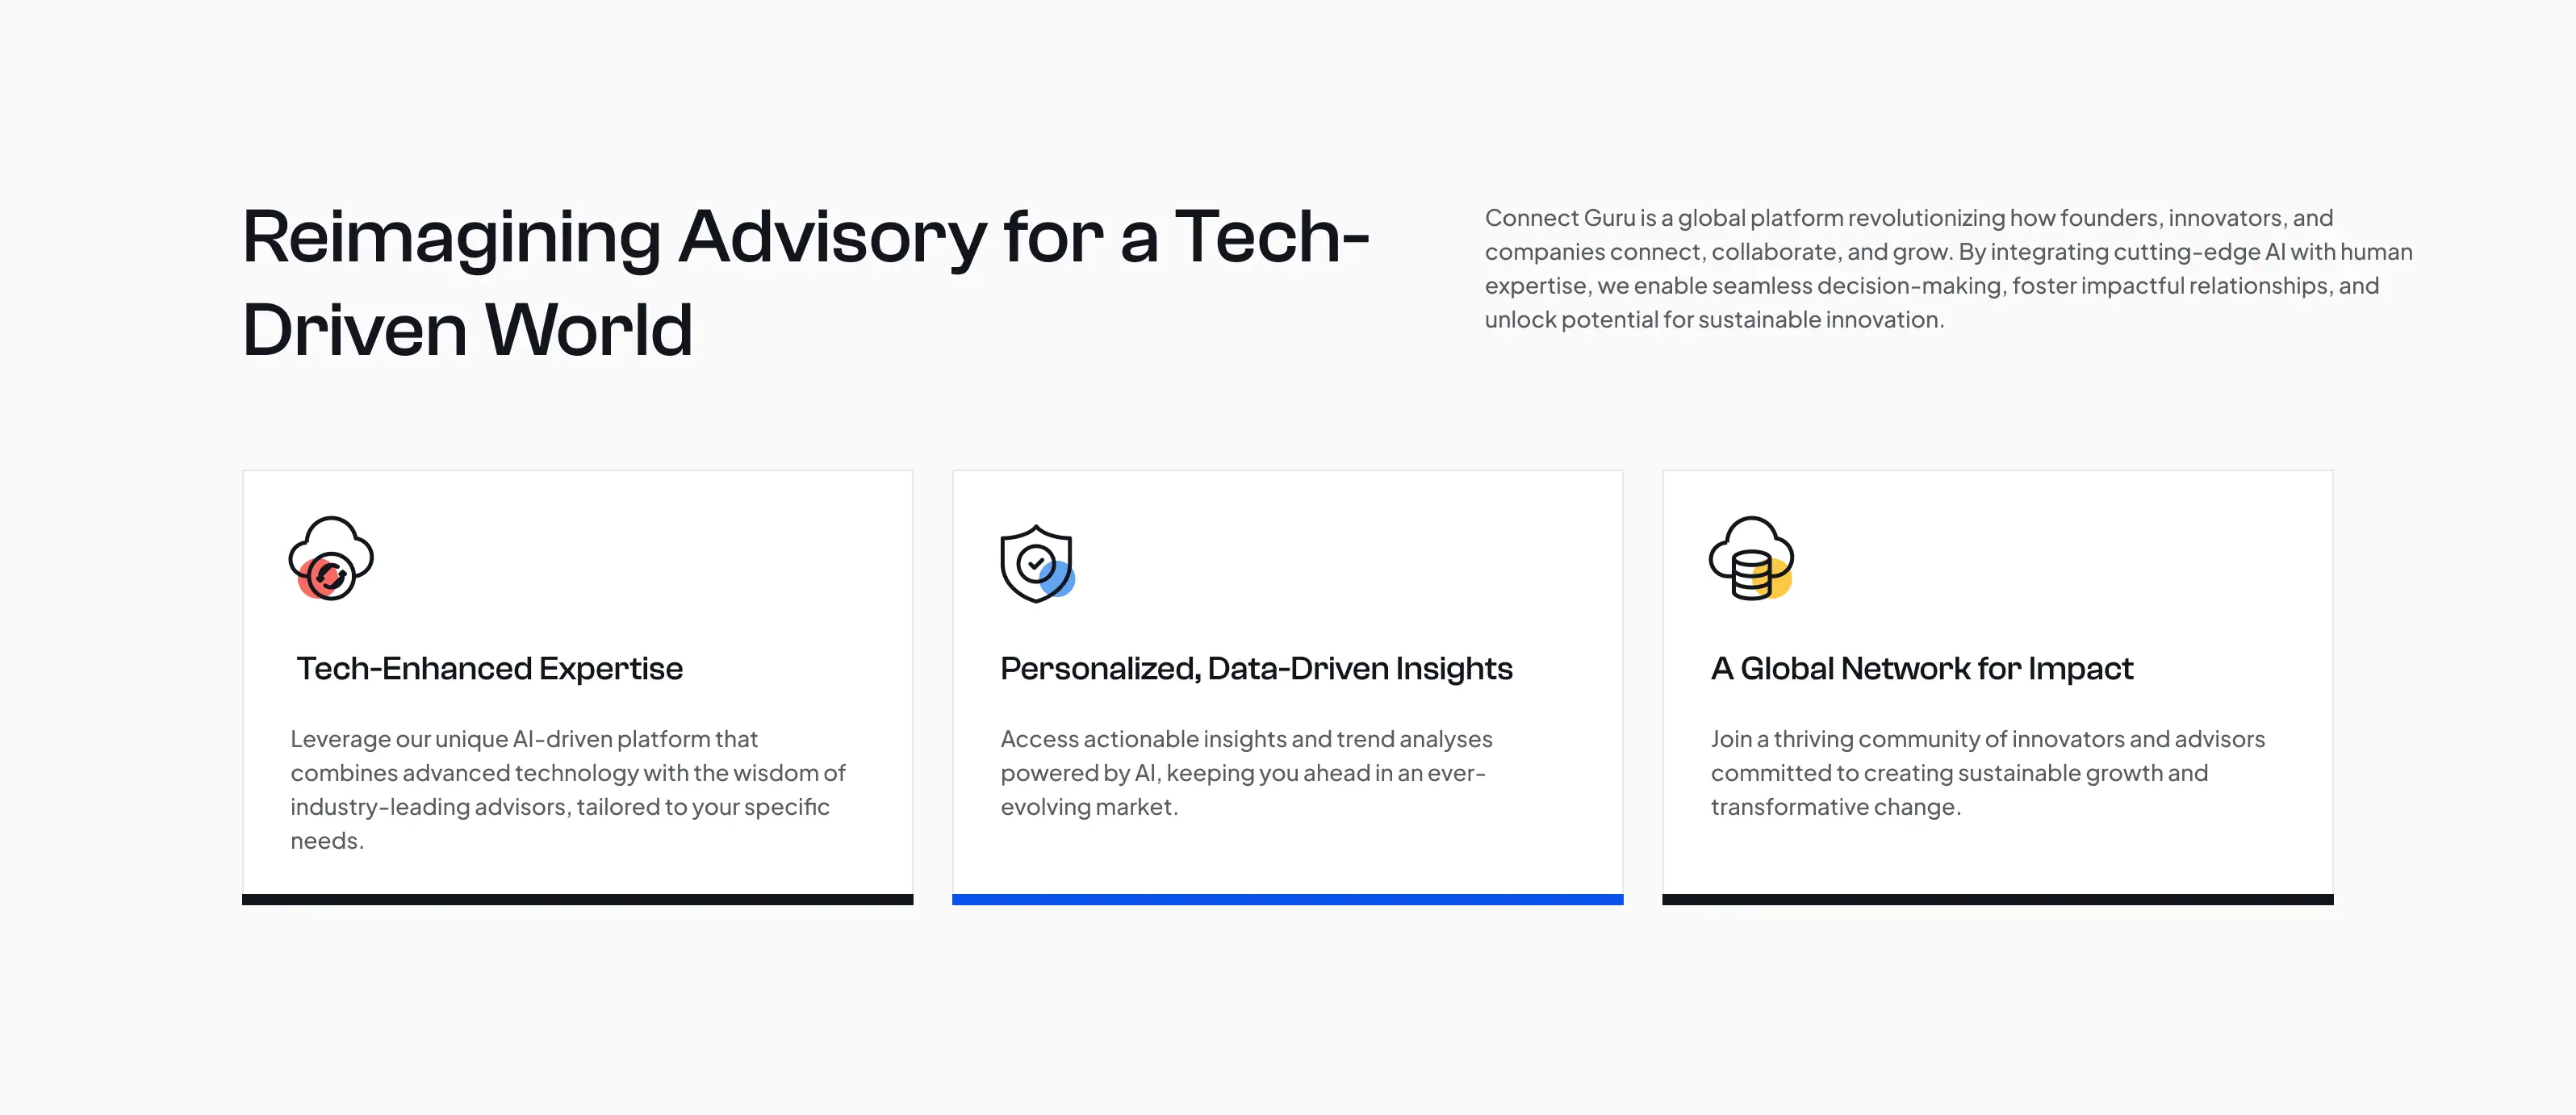 Reimagining Advisory for a Tech-
Driven World
Connect Guru is a global platform revolutionizing how founders, innovators, and
companies connect, collaborate, and grow. By integrating cutting-edge AI with human
expertise, we enable seamless decision-making, foster impactful relationships, and
unlock potential for sustainable innovation.
Tech-Enhanced Expertise
Leverage our unique AI-driven platform that
combines advanced technology with the wisdom of
industry-leading advisors, tailored to your specific
needs.
Personalized, Data-Driven Insights
Access actionable insights and trend analyses
powered by AI, keeping you ahead in an ever-
evolving market.
A Global Network for Impact
Join a thriving community of innovators and advisors
committed to creating sustainable growth and
transformative change.